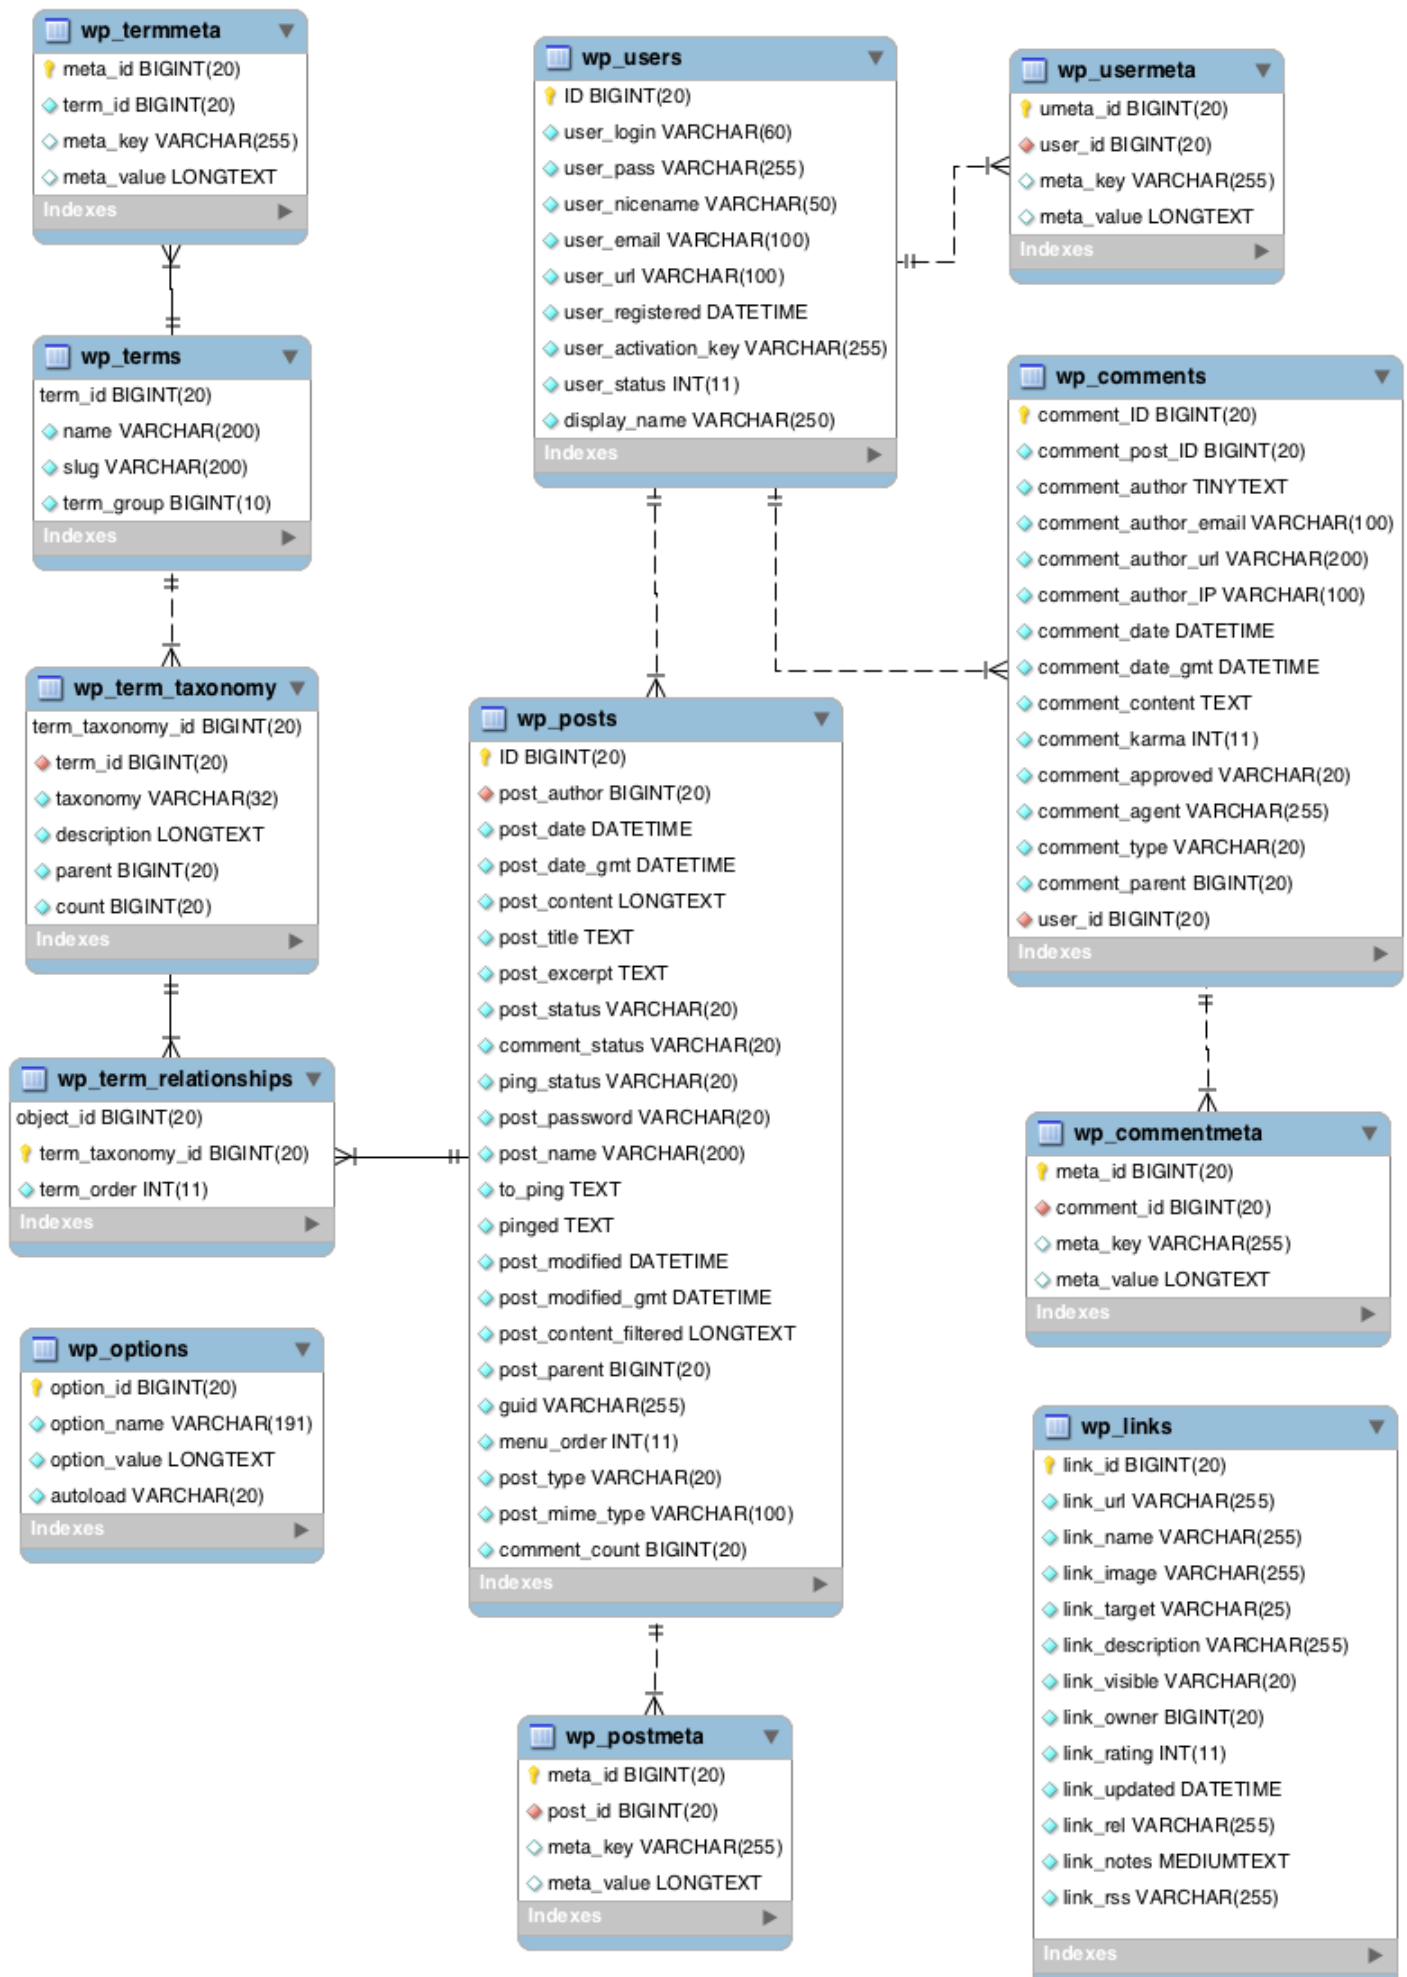 wp_termmeta
meta_id BIGINT(20)
term_id BIGINT(20)
meta_key VARCHAR(255)
meta_value LONGTEXT
Indexes
wp_terms
term_id BIGINT(20)
name VARCHAR(200)
slug VARCHAR(200)
term_group BIGINT(10)
Indexes
wp_term_taxonomy
term_taxonomy_id BIGINT(20)
term_id BIGINT(20)
taxonomy VARCHAR(32)
description LONGTEXT
parent BIGINT(20)
count BIGINT(20)
Indexes
wp_term_relationships
object_id BIGINT(20)
term_taxonomy_id BIGINT(20)
term_order INT(11)
Indexes
wp_options
option_id BIGINT(20)
option_name VARCHAR(191)
option_value LONGTEXT
autoload VARCHAR(20)
Indexes
wp_users
ID BIGINT(20)
user_login VARCHAR(60)
user_pass VARCHAR(255)
user_nicename VARCHAR(50)
user_email VARCHAR(100)
user_url VARCHAR(100)
user_registered DATETIME
user_activation_key VARCHAR(255)
user_status INT(11)
display_name VARCHAR(250)
Indexes
wp_posts
ID BIGINT(20)
post_author BIGINT(20)
post_date DATETIME
post_date_gmt DATETIME
post_content LONGTEXT
post_title TEXT
post_excerpt TEXT
post_status VARCHAR(20)
comment_status VARCHAR(20)
ping_status VARCHAR(20)
post_password VARCHAR(20)
post_name VARCHAR(200)
to_ping TEXT
pinged TEXT
post_modified DATETIME
post_modified_gmt DATETIME
post_content_filtered LONGTEXT
post_parent BIGINT(20)
guid VARCHAR(255)
menu_order INT(11)
post_type VARCHAR(20)
post_mime_type VARCHAR(100)
comment_count BIGINT(20)
Indexes
wp_postmeta
meta_id BIGINT(20)
post_id BIGINT(20)
meta_key VARCHAR(255)
meta_value LONGTEXT
Indexes
wp_usermeta
umeta_id BIGINT(20)
user_id BIGINT(20)
meta_key VARCHAR(255)
meta_value LONGTEXT
Indexes
wp_comments
comment_ID BIGINT(20)
comment_post_ID BIGINT(20)
comment_author TINYTEXT
comment_author_email VARCHAR(100)
comment_author_url VARCHAR(200)
comment_author_IP VARCHAR(100)
comment_date DATETIME
comment_date_gmt DATETIME
comment_content TEXT
comment_karma INT(11)
comment_approved VARCHAR(20)
comment_agent VARCHAR(255)
comment_type VARCHAR(20)
comment_parent BIGINT(20)
user_id BIGINT(20)
Indexes
wp_commentmeta
meta_id BIGINT(20)
comment_id BIGINT(20)
meta_key VARCHAR(255)
meta_value LONGTEXT
Indexes
wp_links
link_id BIGINT(20)
link_url VARCHAR(255)
link_name VARCHAR(255)
link_image VARCHAR(255)
link_target VARCHAR(25)
link_description VARCHAR(255)
link_visible VARCHAR(20)
link_owner BIGINT(20)
link_rating INT(11)
link_updated DATETIME
link_rel VARCHAR(255)
link_notes MEDIUMTEXT
link_rss VARCHAR(255)
Indexes